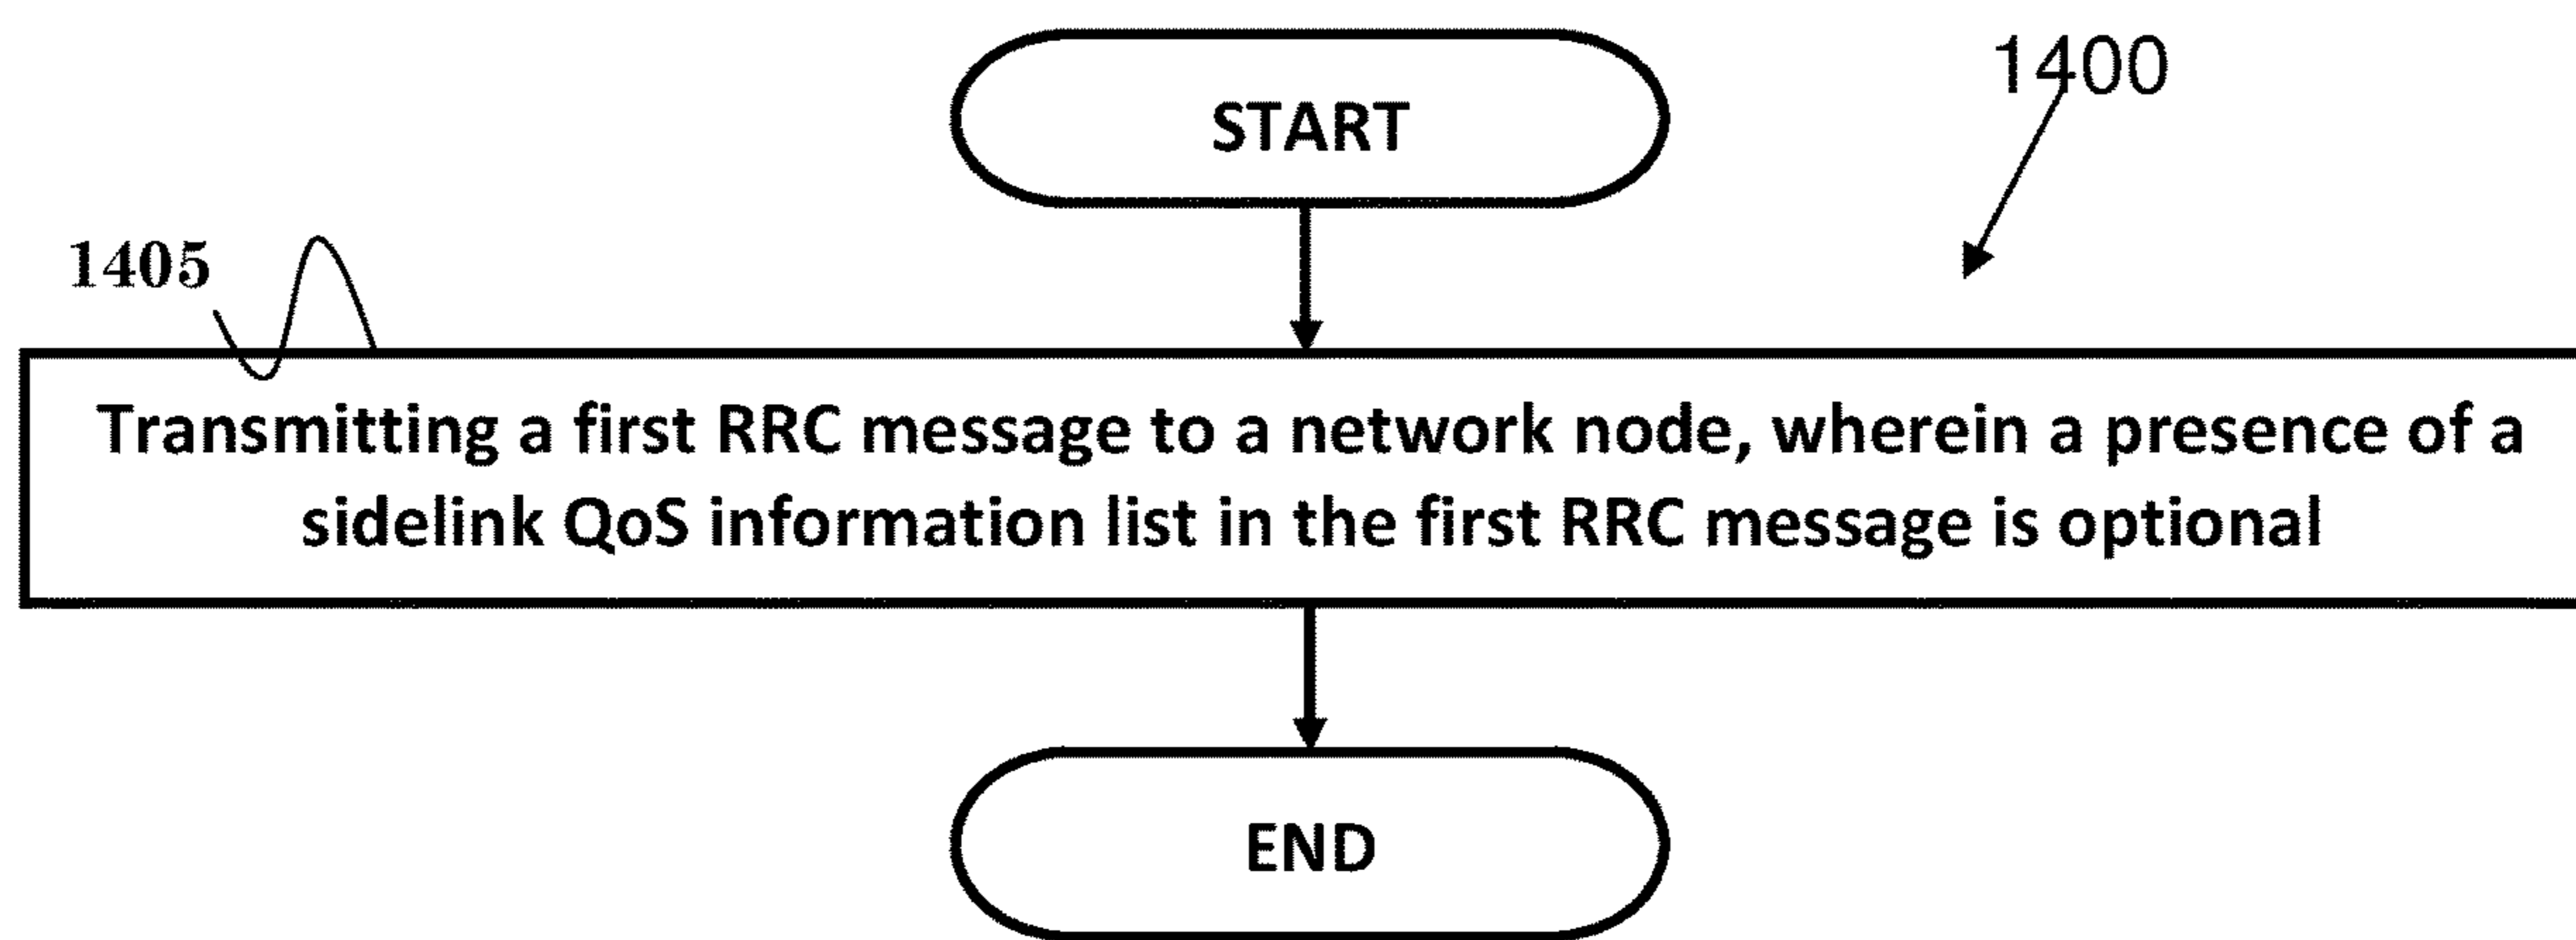 START
1400
1405
Transmitting a first RRC message to a network node, wherein a presence of a
sidelink QoS information list in the first RRC message is optional
END